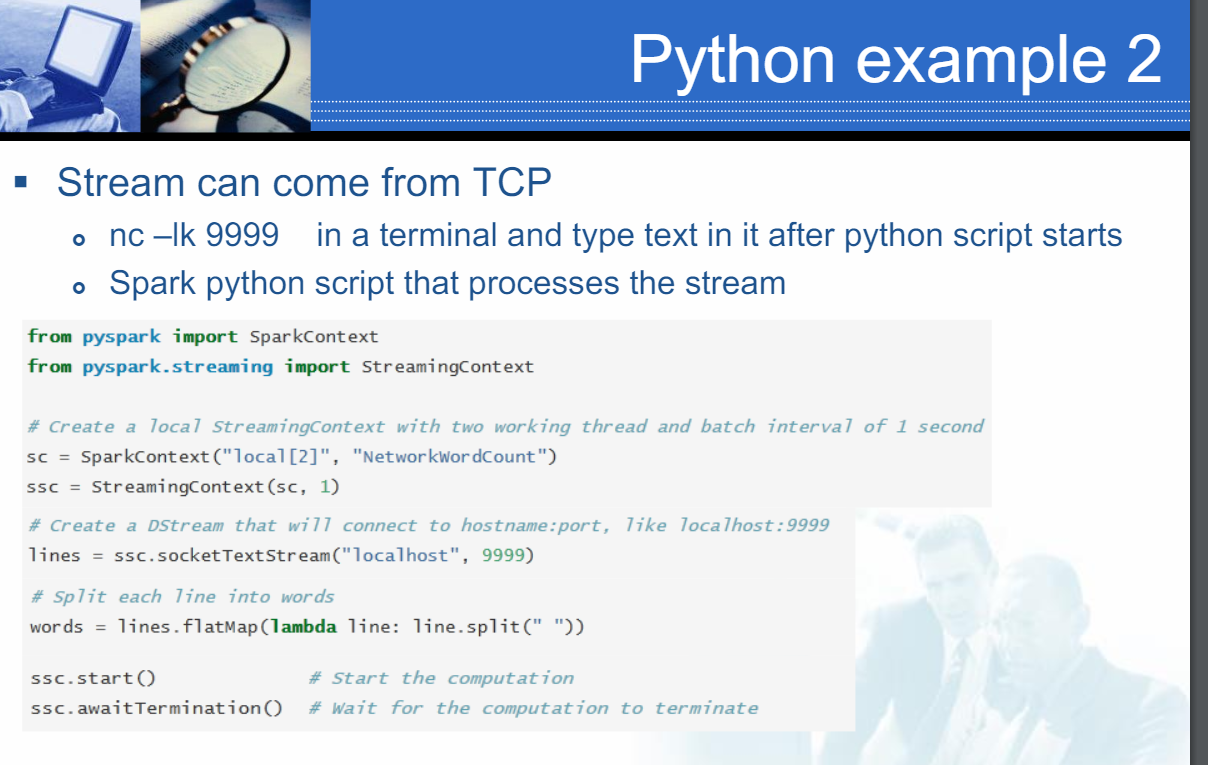 Python example 2
▪ Stream can come from TCP
o nc –lk 9999 in a terminal and type text in it after python script starts
o Spark python script that processes the stream
from pyspark import SparkContext
from pyspark.streaming import StreamingContext
# Create a local StreamingContext with two working thread and batch interval of 1 second
sc = SparkContext("local[2]", "NetworkWordCount")
ssc = StreamingContext(sc, 1)
# Create a DStream that will connect to hostname:port, like localhost:9999
lines = ssc.socketTextStream("localhost", 9999)
# Split each line into words
words = lines.flatMap(lambda line: line.split(" "))
ssc.start() # Start the computation
ssc.awaitTermination() # Wait for the computation to terminate